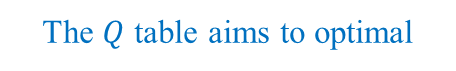 The Q table aims to optimal